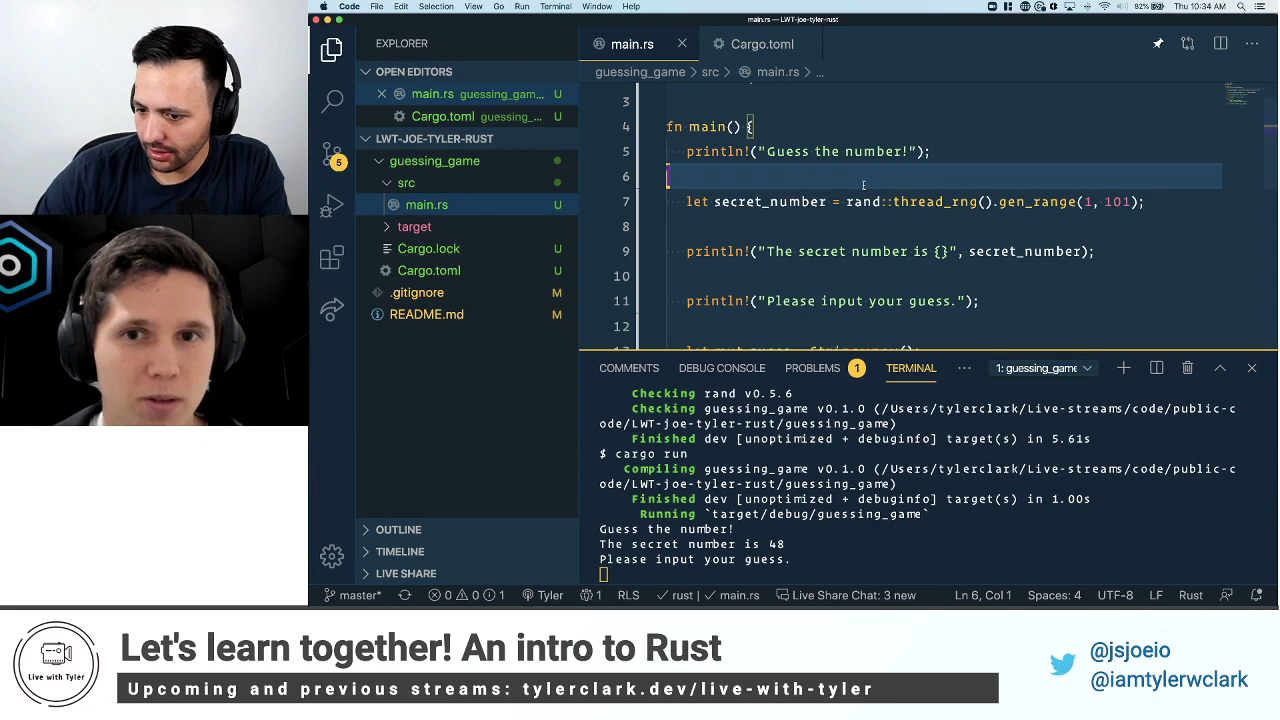 Code File Edit Selection View Go Run Terminal Window Help 82% Thu 10:34 AM
main.rs — LWT-joe-tyler-rust
EXPLORER
OPEN EDITORS
main.rs guessing_gam... U
Cargo.toml guessing_... U
LWT-JOE-TYLER-RUST
guessing_game
src
main.rs U
target
Cargo.lock U
Cargo.toml U
.gitignore M
README.md M
OUTLINE
TIMELINE
LIVE SHARE
5
main.rs Cargo.toml
guessing_game > src > main.rs > ...
3
4 fn main() {
5 println!("Guess the number!");
6
7 let secret_number = rand::thread_rng().gen_range(1, 101);
8
9 println!("The secret number is {}", secret_number);
10
11 println!("Please input your guess.");
12
COMMENTS DEBUG CONSOLE PROBLEMS 1 TERMINAL ... 1: guessing_game
Checking rand v0.5.6
Checking guessing_game v0.1.0 (/Users/tylerclark/Live-streams/code/public-c
ode/LWT-joe-tyler-rust/guessing_game)
Finished dev [unoptimized + debuginfo] target(s) in 5.61s
$ cargo run
Compiling guessing_game v0.1.0 (/Users/tylerclark/Live-streams/code/public-c
ode/LWT-joe-tyler-rust/guessing_game)
Finished dev [unoptimized + debuginfo] target(s) in 1.00s
Running `target/debug/guessing_game`
Guess the number!
The secret number is 48
Please input your guess.
master* 0 0 1 Tyler 1 RLS ✓ rust | ✓ main.rs Live Share Chat: 3 new Ln 6, Col 1 Spaces: 4 UTF-8 LF Rust
Live with Tyler
Let's learn together! An intro to Rust
Upcoming and previous streams: tylerclark.dev/live-with-tyler
@jsjoeio
@iamtylerwclark